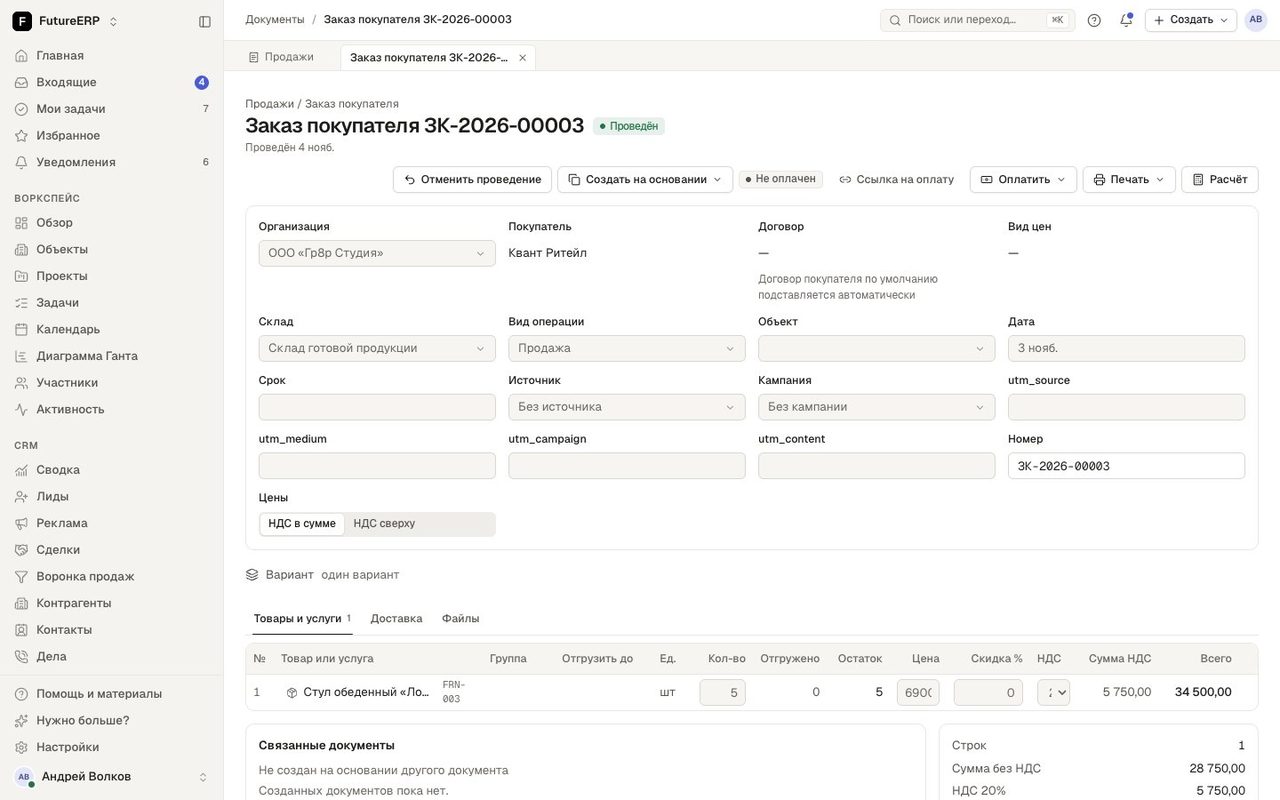 FutureERP
Главная
Входящие 4
Мои задачи 7
Избранное
Уведомления 6
ВОРКСПЕЙС
Обзор
Объекты
Проекты
Задачи
Календарь
Диаграмма Ганта
Участники
Активность
CRM
Сводка
Лиды
Реклама
Сделки
Воронка продаж
Контрагенты
Контакты
Дела
Помощь и материалы
Нужно больше?
Настройки
АВ Андрей Волков
Документы / Заказ покупателя ЗК-2026-00003
Поиск или переход… ⌘K
Создать
АВ
Продажи
Заказ покупателя ЗК-2026-…
Продажи / Заказ покупателя
Заказ покупателя ЗК-2026-00003 Проведён
Проведён 4 нояб.
Отменить проведение Создать на основании Не оплачен Ссылка на оплату Оплатить Печать Расчёт
Организация Покупатель Договор Вид цен
ООО «Гр8р Студия» Квант Ритейл — —
Договор покупателя по умолчанию
подставляется автоматически
Склад Вид операции Объект Дата
Склад готовой продукции Продажа 3 нояб.
Срок Источник Кампания utm_source
Без источника Без кампании
utm_medium utm_campaign utm_content Номер
ЗК-2026-00003
Цены
НДС в сумме НДС сверху
Вариант один вариант
Товары и услуги 1 Доставка Файлы
№ Товар или услуга Группа Отгрузить до Ед. Кол-во Отгружено Остаток Цена Скидка % НДС Сумма НДС Всего
1 Стул обеденный «Ло… FRN-003 шт 5 0 5 6900 0 5 750,00 34 500,00
Связанные документы
Не создан на основании другого документа
Созданных документов пока нет.
Строк 1
Сумма без НДС 28 750,00
НДС 20% 5 750,00